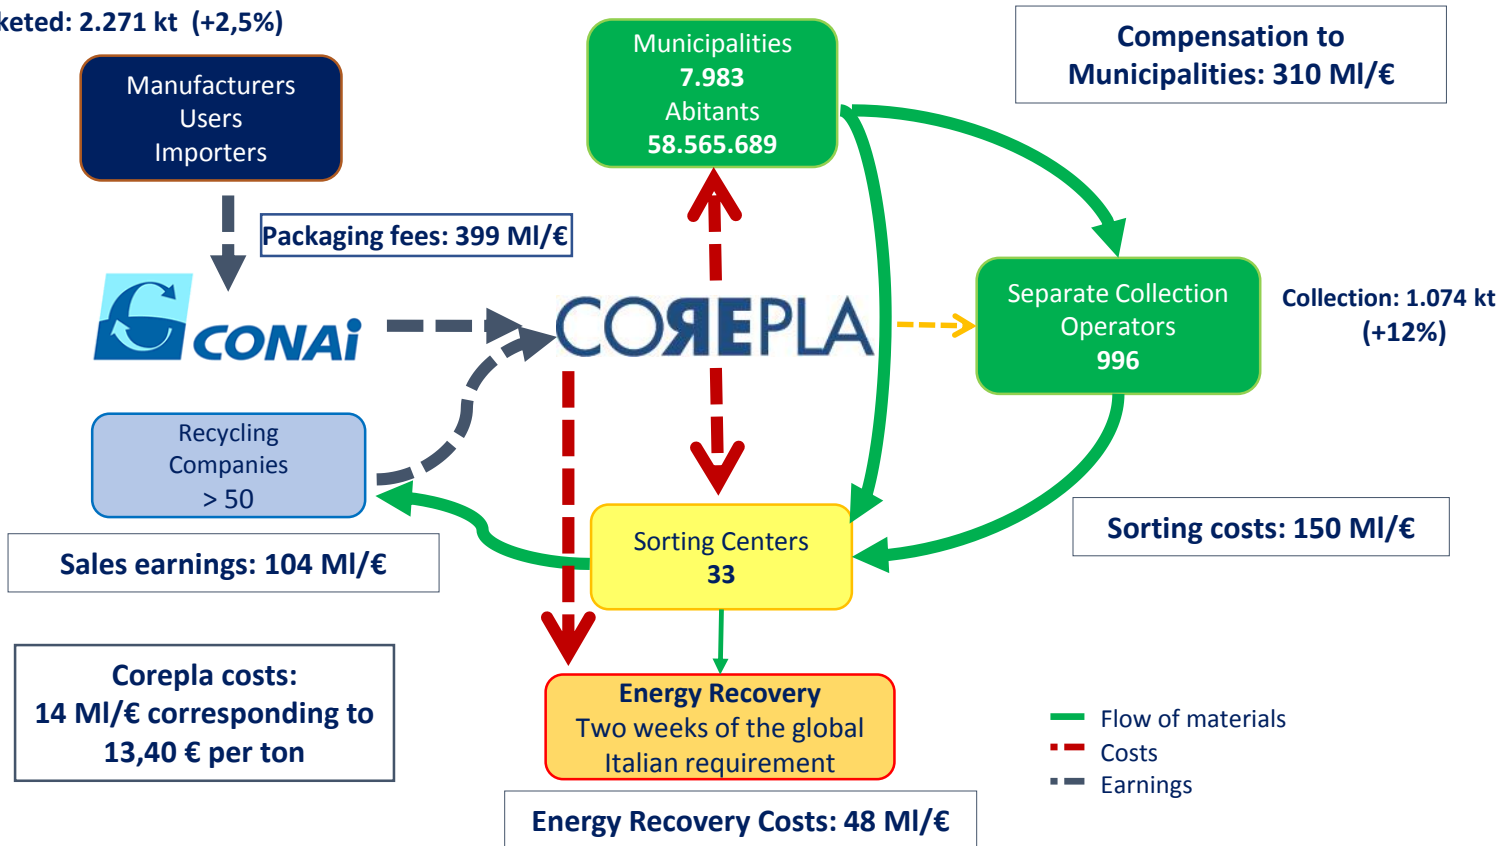 keted: 2.271 kt (+2,5%)
Manufacturers
Users
Importers
Municipalities
7.983
Abitants
58.565.689
Compensation to
Municipalities: 310 Ml/€
Packaging fees: 399 Ml/€
CONAi
COREPLA
Separate Collection
Operators
996
Collection: 1.074 kt
(+12%)
Recycling
Companies
> 50
Sales earnings: 104 Ml/€
Sorting Centers
33
Sorting costs: 150 Ml/€
Corepla costs:
14 Ml/€ corresponding to
13,40 € per ton
Energy Recovery
Two weeks of the global
Italian requirement
Energy Recovery Costs: 48 Ml/€
Flow of materials
Costs
Earnings